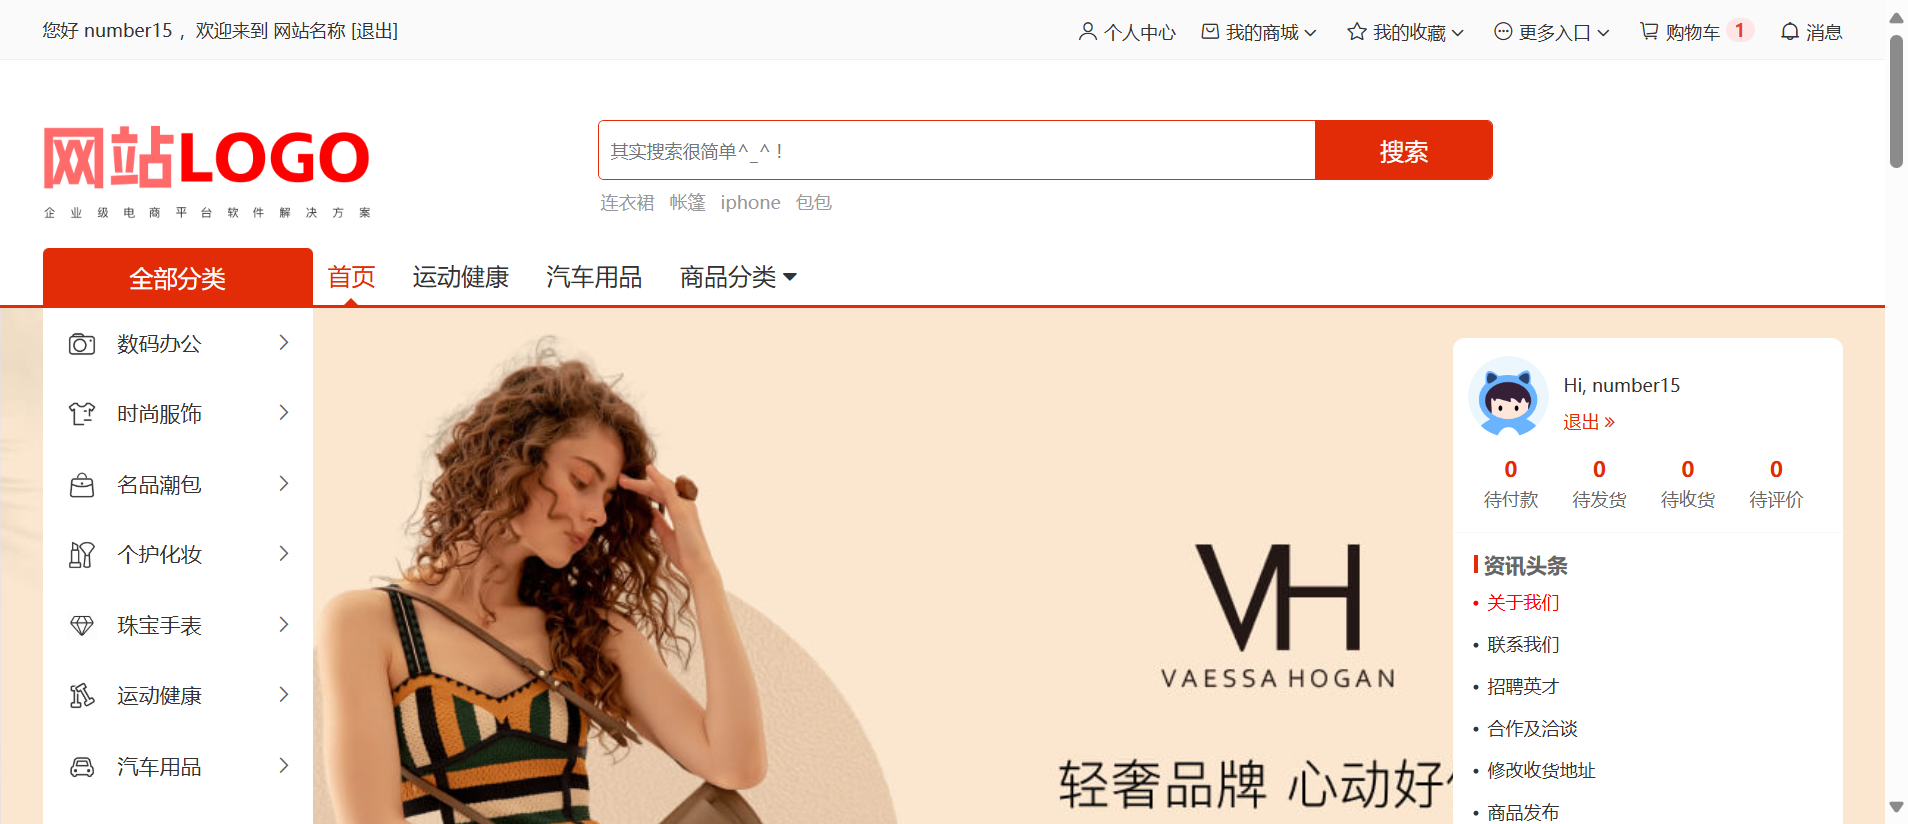 您好 number15 ，欢迎来到 网站名称 [退出]
个人中心 我的商城 我的收藏 更多入口 购物车 1 消息
网站LOGO
企业级电商平台软件解决方案
其实搜索很简单^_^！ 搜索
连衣裙 帐篷 iphone 包包
全部分类 首页 运动健康 汽车用品 商品分类
数码办公
时尚服饰
名品潮包
个护化妆
珠宝手表
运动健康
汽车用品
VH
VAESSA HOGAN
轻奢品牌 心动好
Hi, number15
退出 »
0 0 0 0
待付款 待发货 待收货 待评价
资讯头条
• 关于我们
• 联系我们
• 招聘英才
• 合作及洽谈
• 修改收货地址
• 商品发布